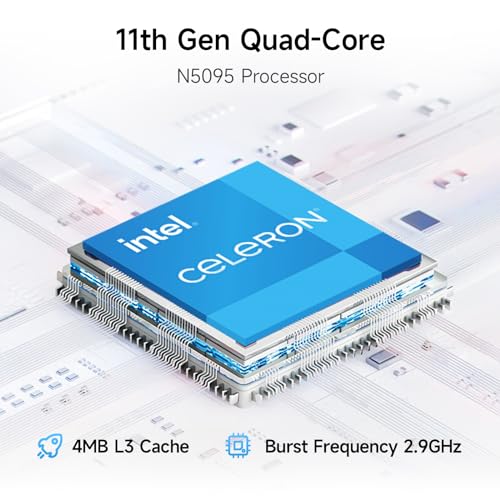 11th Gen Quad-Core
N5095 Processor
intel®
CELERON®
4MB L3 Cache
Burst Frequency 2.9GHz